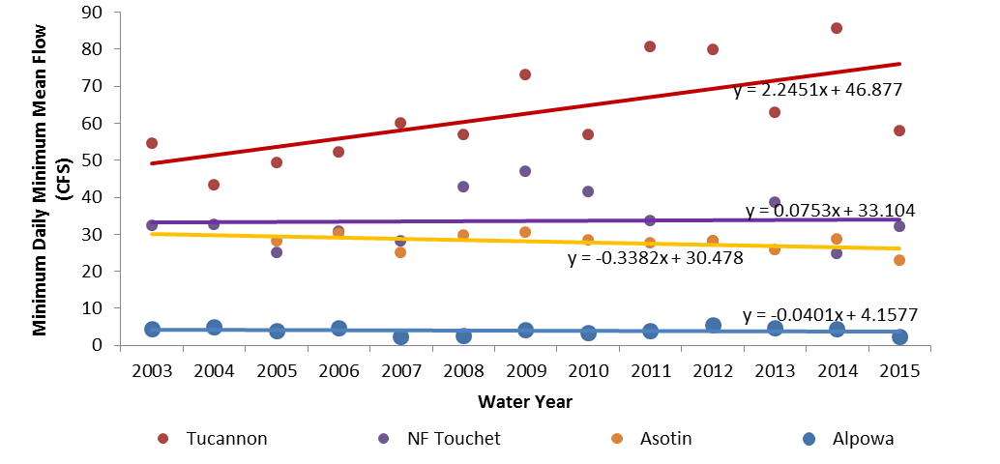 90
80
70
60
50
40
30
20
10
0
Minimum Daily Minimum Mean Flow
(CFS)
y = 2.2451x + 46.877
y = 0.0753x + 33.104
y = -0.3382x + 30.478
y = -0.0401x + 4.1577
2003 2004 2005 2006 2007 2008 2009 2010 2011 2012 2013 2014 2015
Water Year
Tucannon NF Touchet Asotin Alpowa